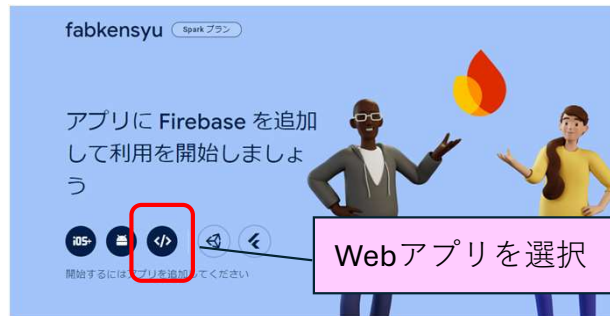 fabkensyu Spark プラン
アプリに Firebase を追加
して利用を開始しましょ
う
iOS+ </>
Webアプリを選択
開始するにはアプリを追加してください